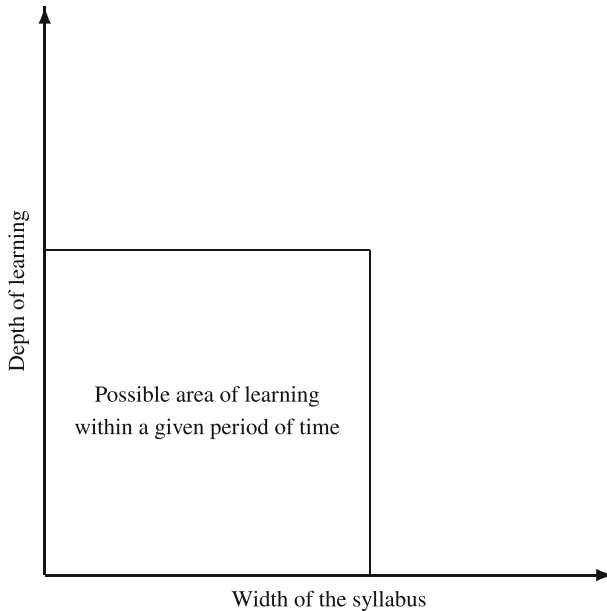 Depth of learning
Possible area of learning
within a given period of time
Width of the syllabus